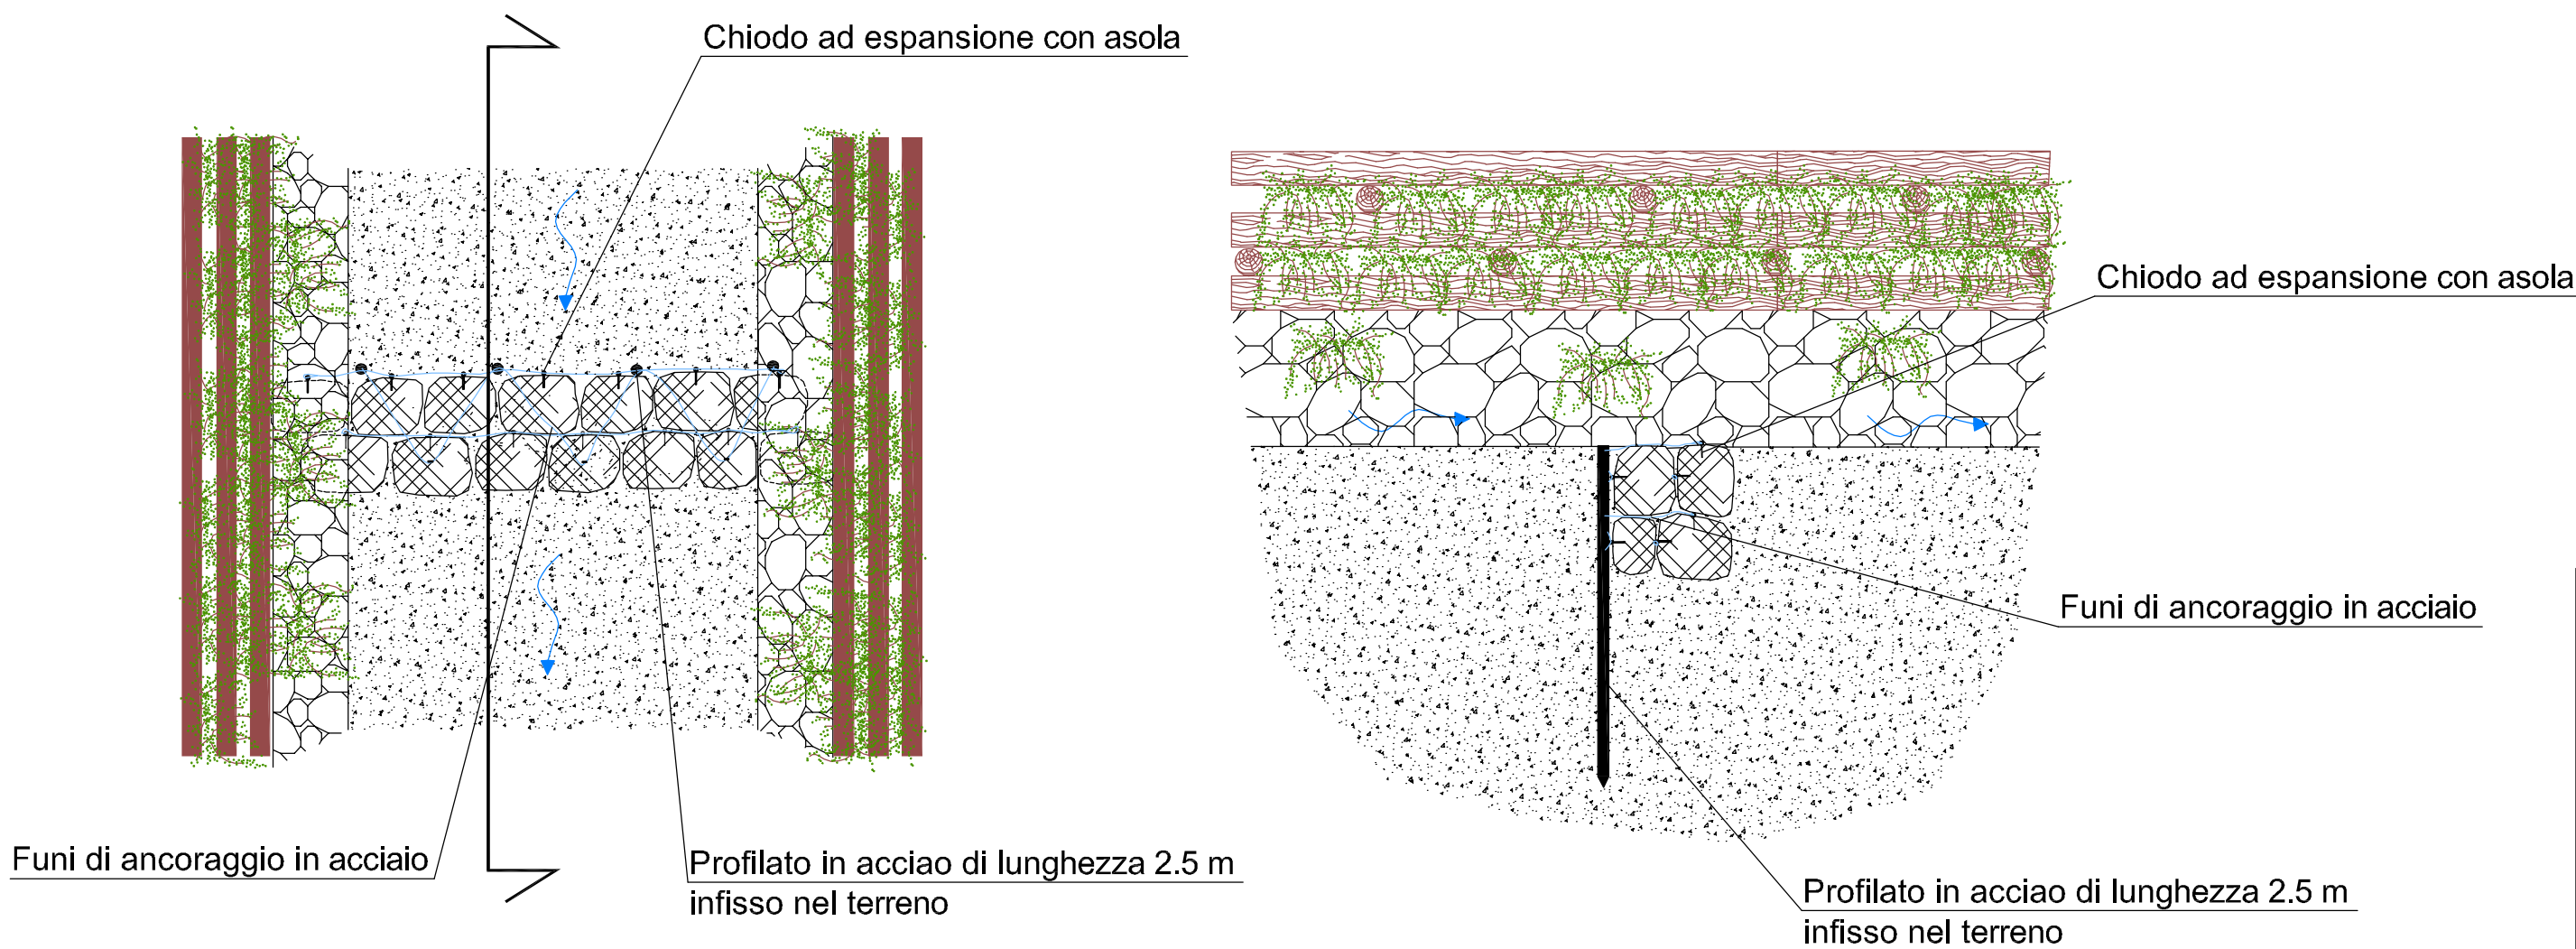 Chiodo ad espansione con asola
Funi di ancoraggio in acciaio
Profilato in acciao di lunghezza 2.5 m
infisso nel terreno
Chiodo ad espansione con asola
Funi di ancoraggio in acciaio
Profilato in acciao di lunghezza 2.5 m
infisso nel terreno